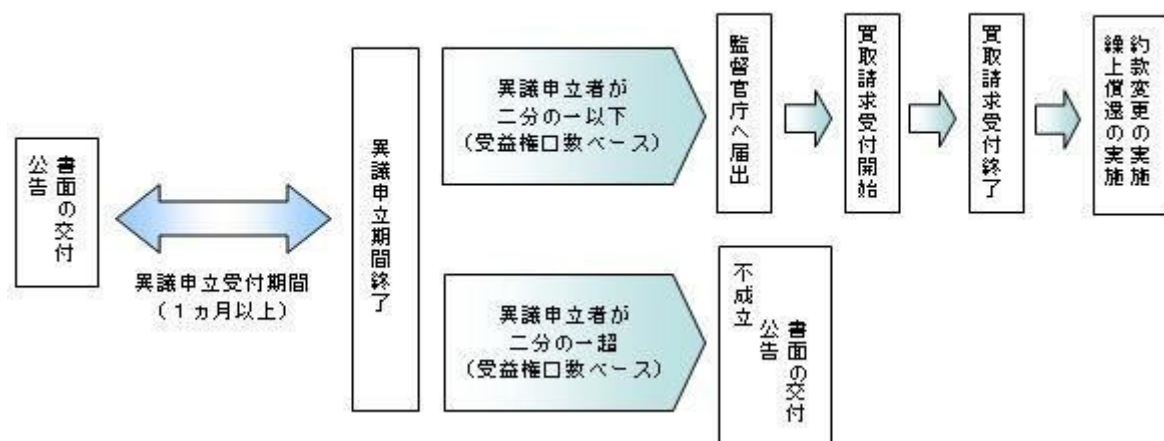 書面の交付
公告
異議申立受付期間
（１ヵ月以上）
異議申立期間終了
異議申立者が
二分の一以下
（受益権口数ベース）
監督官庁へ届出
買取請求受付開始
買取請求受付終了
約款変更の実施
繰上償還の実施
異議申立者が
二分の一超
（受益権口数ベース）
不成立
書面の交付
公告